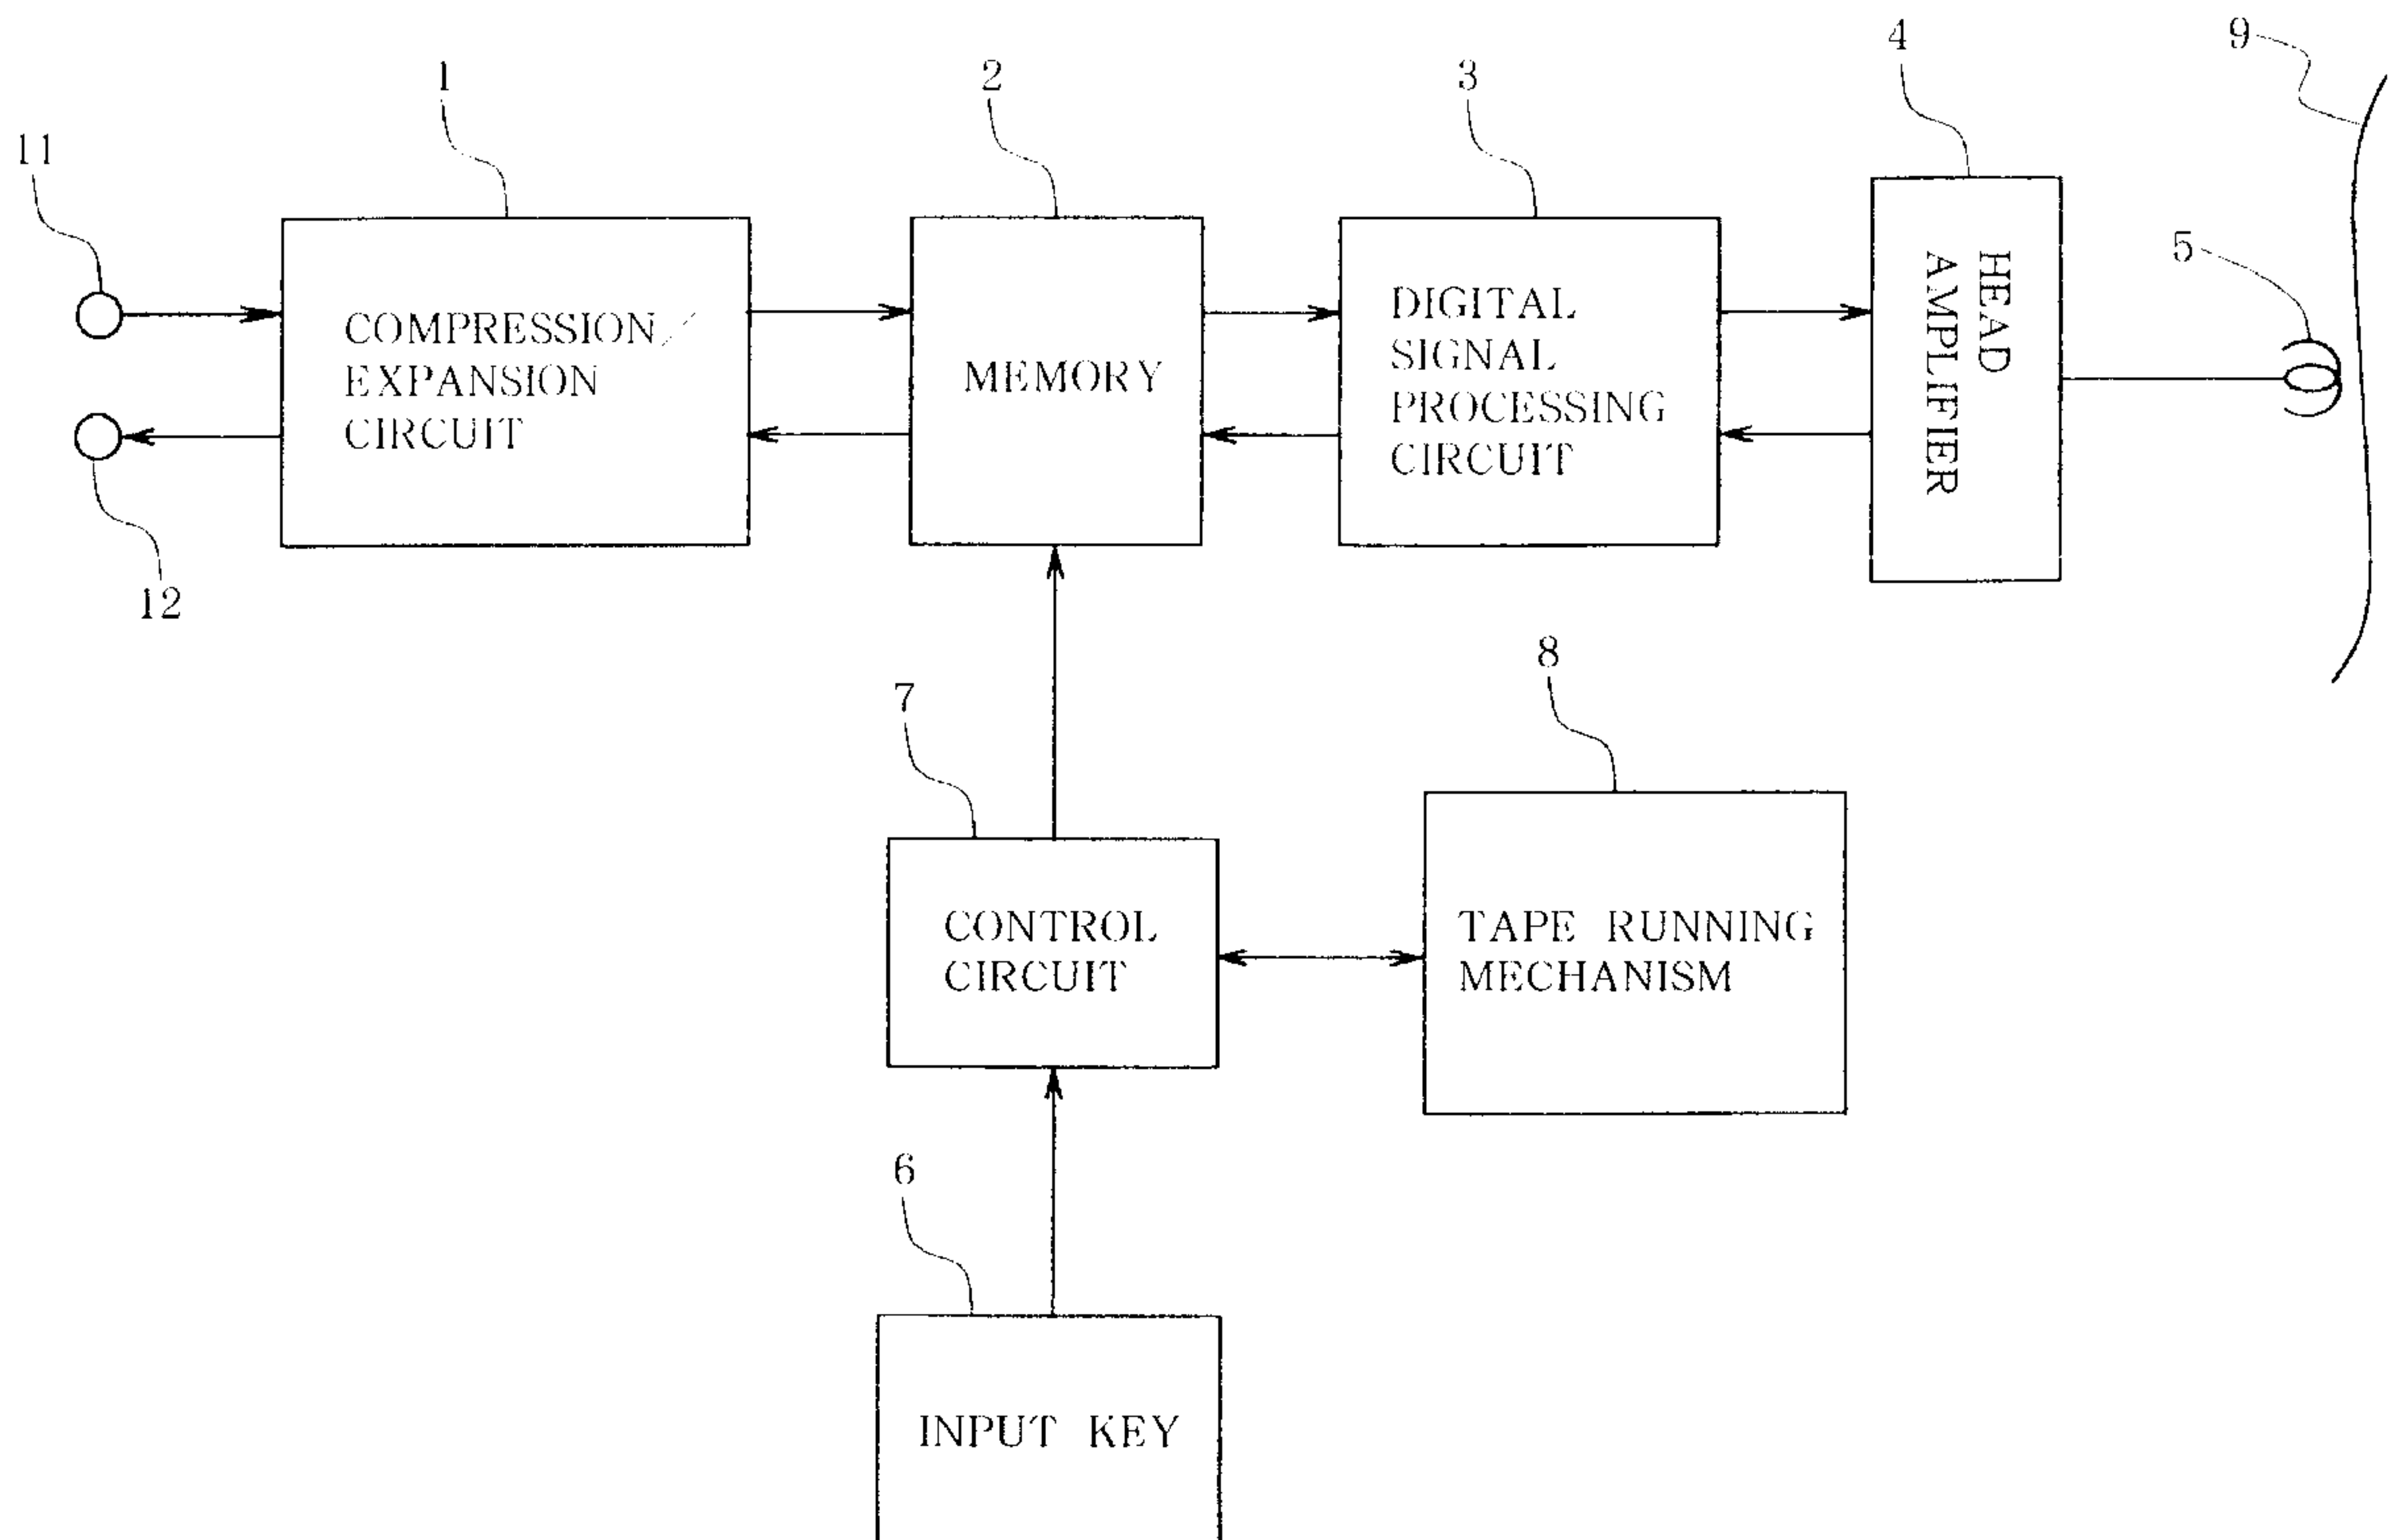 1
2
3
4
9
11
5
COMPRESSION/
EXPANSION
CIRCUIT
MEMORY
DIGITAL
SIGNAL
PROCESSING
CIRCUIT
HEAD
AMPLIFIER
12
7
8
CONTROL
CIRCUIT
TAPE RUNNING
MECHANISM
6
INPUT KEY